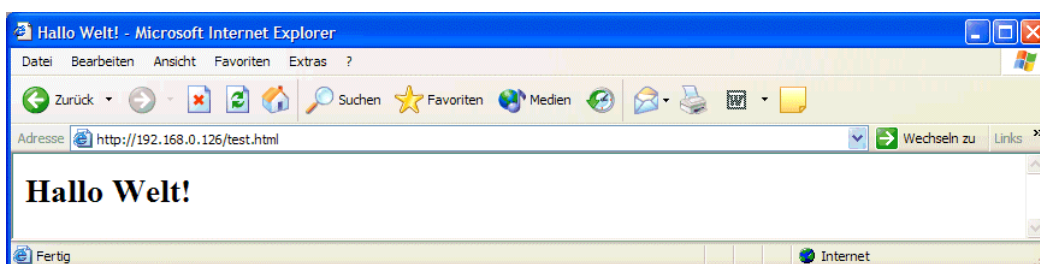 Hallo Welt! - Microsoft Internet Explorer
Datei Bearbeiten Ansicht Favoriten Extras ?
Zurück Suchen Favoriten Medien W
Adresse http://192.168.0.126/test.html Wechseln zu Links »
Hallo Welt!
Fertig Internet